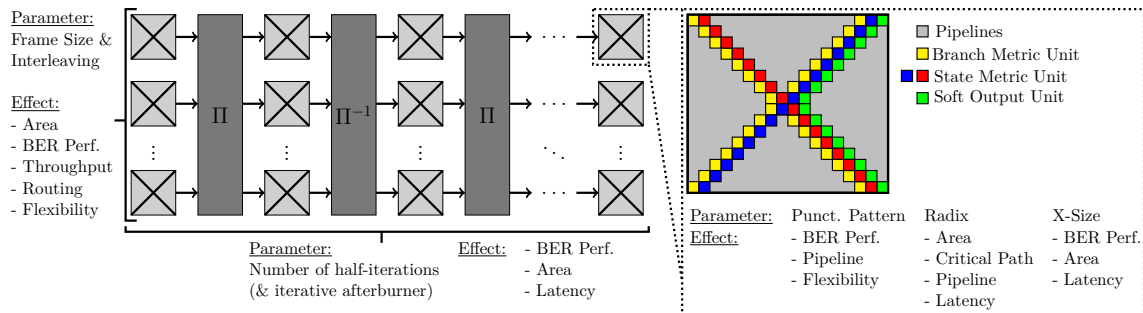 Parameter:
Frame Size &
Interleaving
Effect:
- Area
- BER Perf.
- Throughput
- Routing
- Flexibility
Π
Π⁻¹
Π
Parameter:
Number of half-iterations
(& iterative afterburner)
Effect:
- BER Perf.
- Area
- Latency
Pipelines
Branch Metric Unit
State Metric Unit
Soft Output Unit
Parameter:
Effect:
Punct. Pattern
- BER Perf.
- Pipeline
- Flexibility
Radix
- Area
- Critical Path
- Pipeline
- Latency
X-Size
- BER Perf.
- Area
- Latency